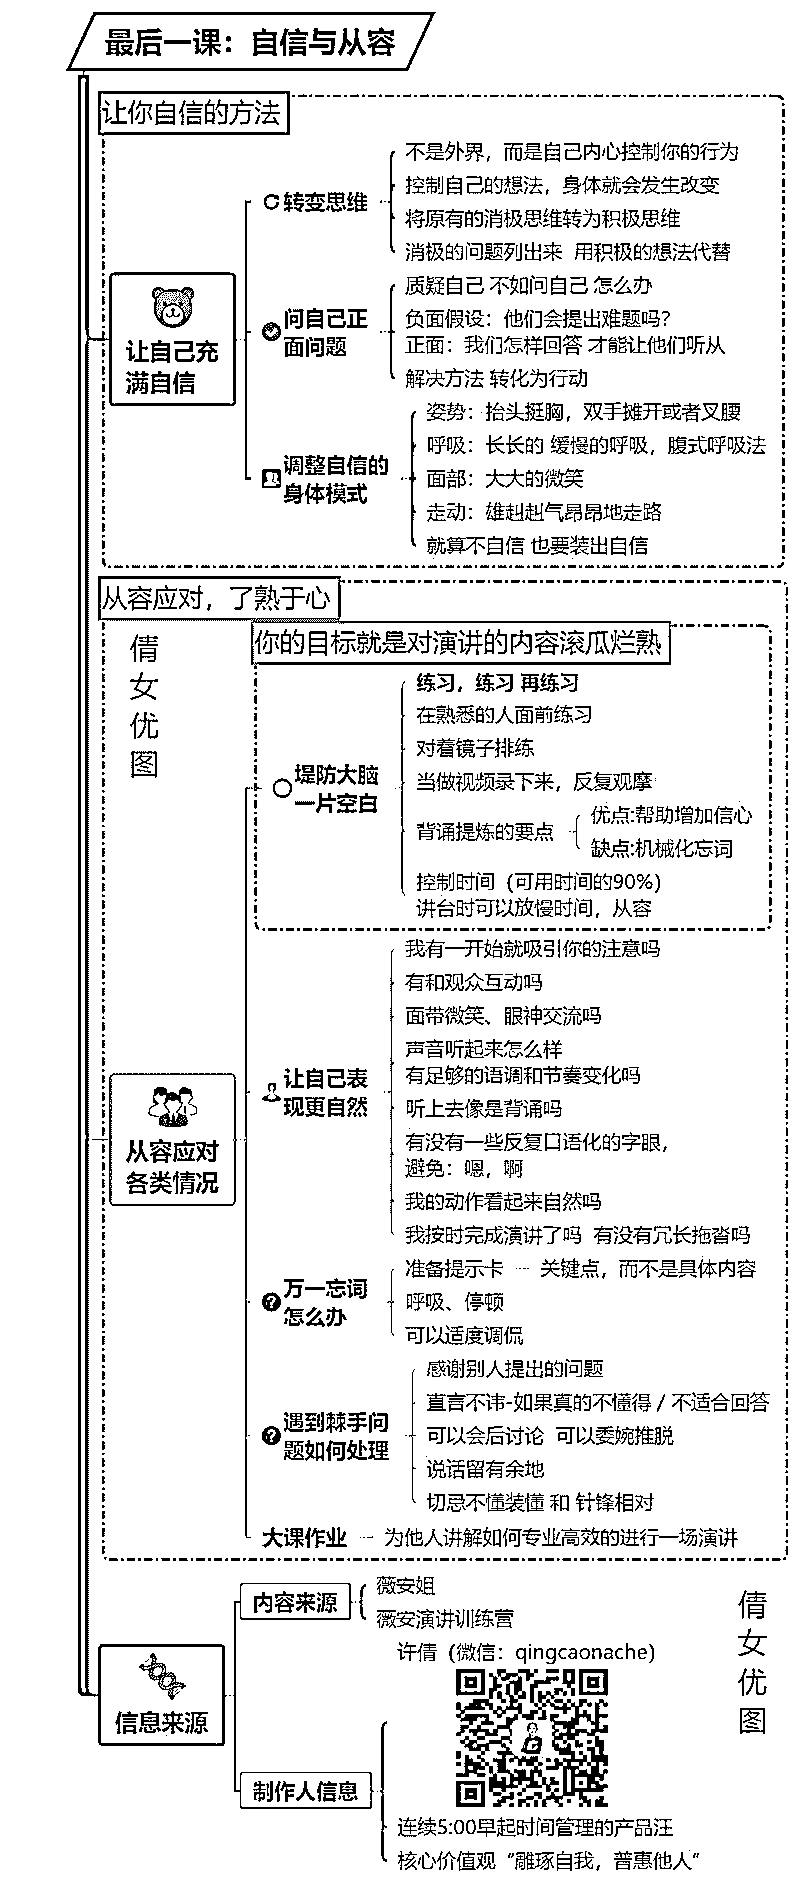 最后一课：自信与从容
让你自信的方法
让自己充
满自信
转变思维
不是外界，而是自己内心控制你的行为
控制自己的想法，身体就会发生改变
将原有的消极思维转为积极思维
消极的问题列出来 用积极的想法代替
问自己正
面问题
质疑自己 不如问自己 怎么办
负面假设：他们会提出难题吗？
正面：我们怎样回答 才能让他们听从
解决方法 转化为行动
调整自信的
身体模式
姿势：抬头挺胸，双手摊开或者叉腰
呼吸：长长的 缓慢的呼吸，腹式呼吸法
面部：大大的微笑
走动：雄赳赳气昂昂地走路
就算不自信 也要装出自信
从容应对，了熟于心
倩女优图
从容应对
各类情况
你的目标就是对演讲的内容滚瓜烂熟
堤防大脑
一片空白
练习，练习 再练习
在熟悉的人面前练习
对着镜子排练
当做视频录下来，反复观摩
背诵提炼的要点
优点:帮助增加信心
缺点:机械化忘词
控制时间（可用时间的90%）
讲台时可以放慢时间，从容
让自己表
现更自然
我有一开始就吸引你的注意吗
有和观众互动吗
面带微笑、眼神交流吗
声音听起来怎么样
有足够的语调和节奏变化吗
听上去像是背诵吗
有没有一些反复口语化的字眼，
避免：嗯，啊
我的动作看起来自然吗
我按时完成演讲了吗 有没有冗长拖沓吗
万一忘词
怎么办
准备提示卡
关键点，而不是具体内容
呼吸、停顿
可以适度调侃
遇到棘手问
题如何处理
感谢别人提出的问题
直言不讳-如果真的不懂得 / 不适合回答
可以会后讨论 可以委婉推脱
说话留有余地
切忌不懂装懂 和 针锋相对
大课作业
为他人讲解如何专业高效的进行一场演讲
信息来源
内容来源
薇安姐
薇安演讲训练营
倩女优图
制作人信息
许倩（微信：qingcaonache）
连续5:00早起时间管理的产品汪
核心价值观“雕琢自我，普惠他人”